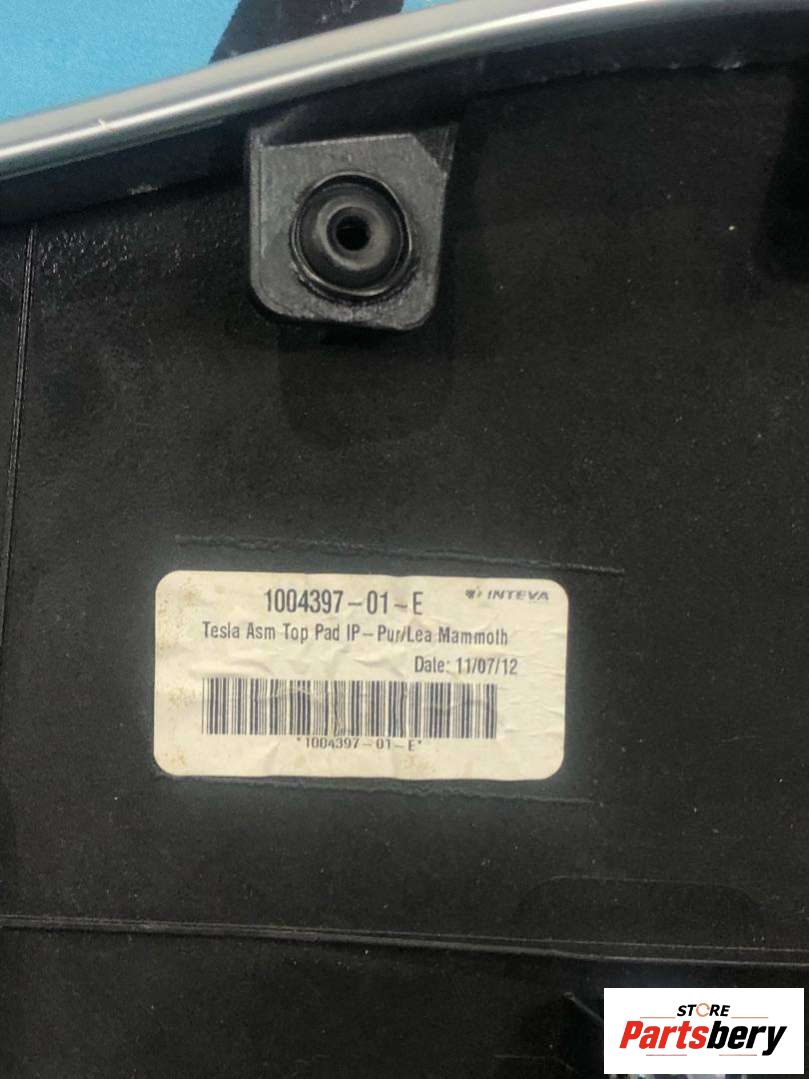 1004397-01-E
INTEVA
Tesla Asm Top Pad IP-Pur/Lea Mammoth
Date: 11/07/12
*1004397-01-E*
STORE
Partsbery